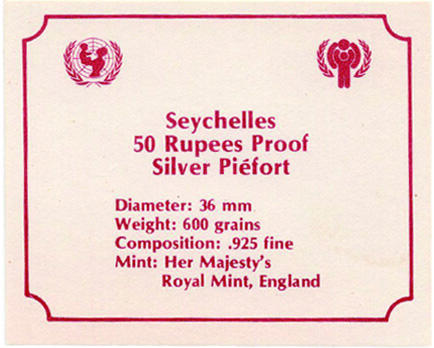 Seychelles
50 Rupees Proof
Silver Piéfort
Diameter: 36 mm
Weight: 600 grains
Composition: .925 fine
Mint: Her Majesty's
Royal Mint, England